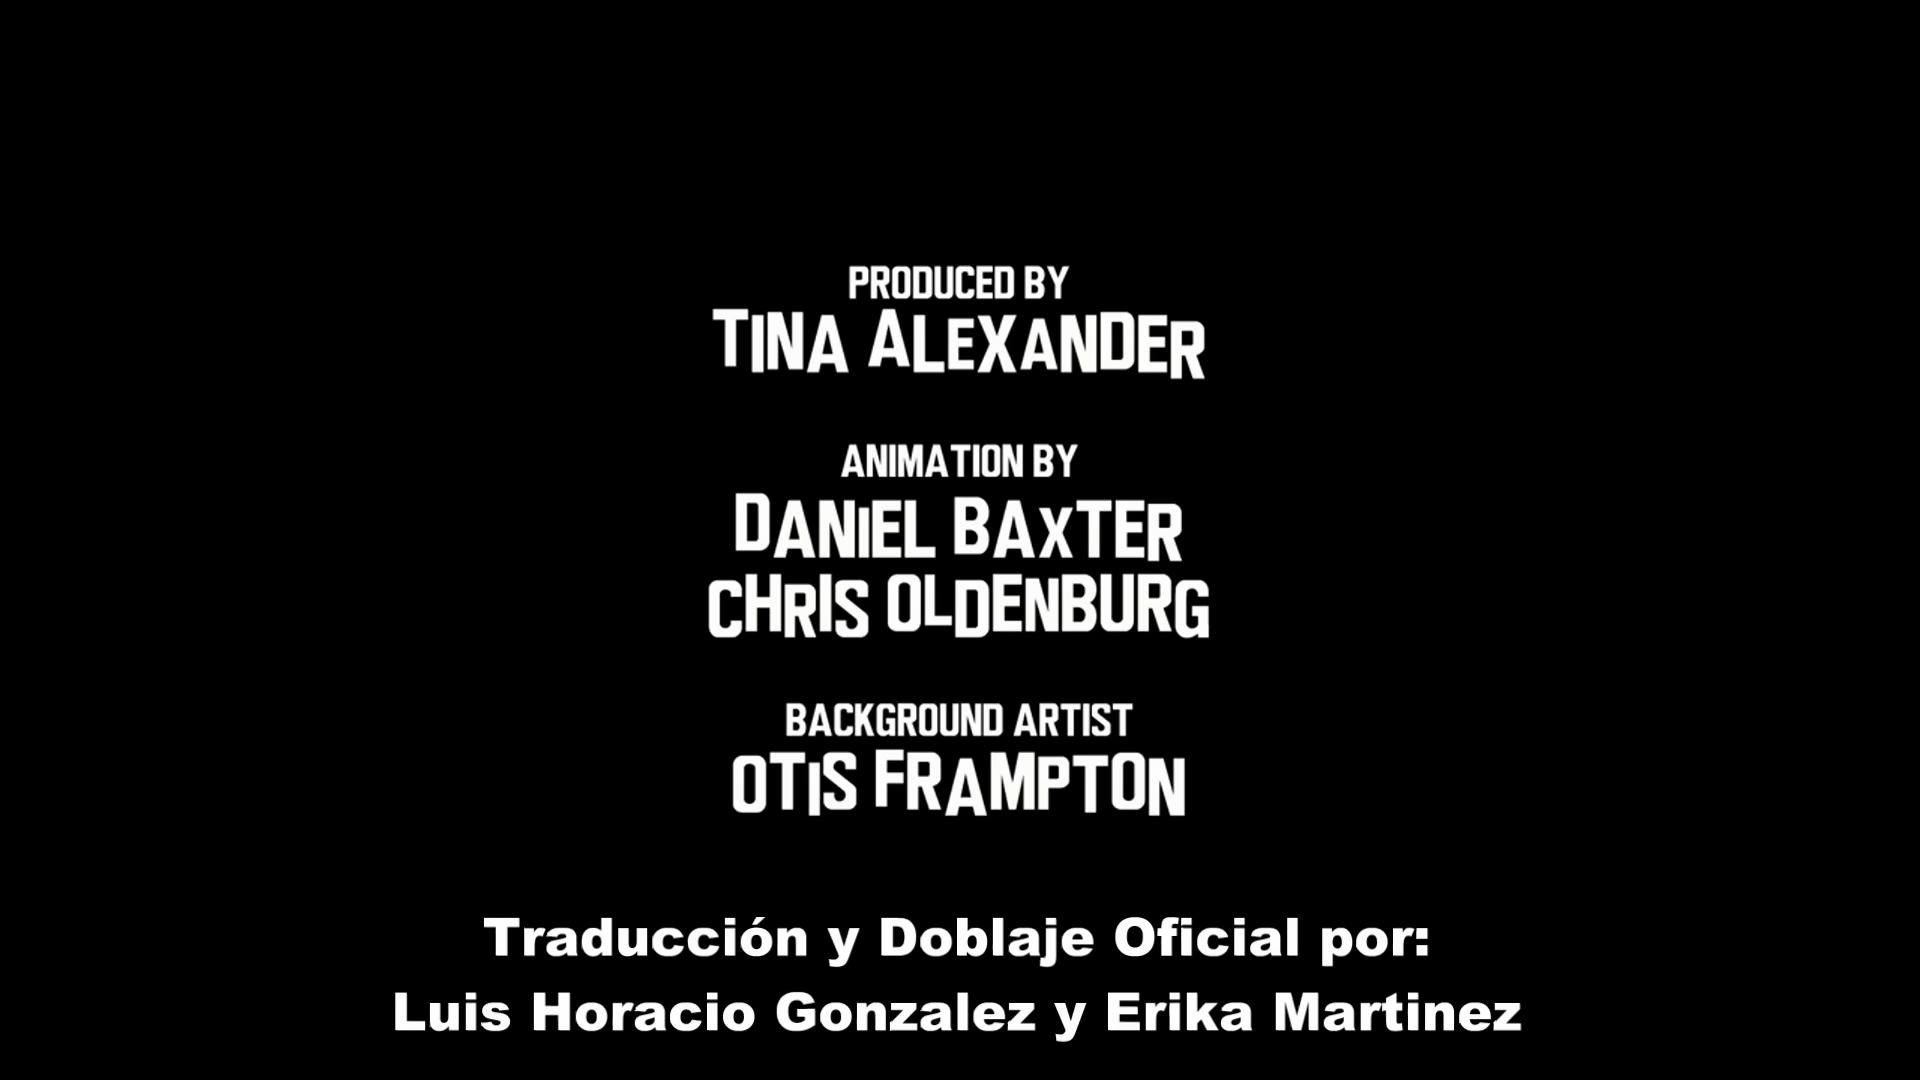 PRODUCED BY
TINA ALEXANDER
ANIMATION BY
DANIEL BAXTER
CHRIS OLDENBURG
BACKGROUND ARTIST
OTIS FRAMPTON
Traducción y Doblaje Oficial por:
Luis Horacio Gonzalez y Erika Martinez